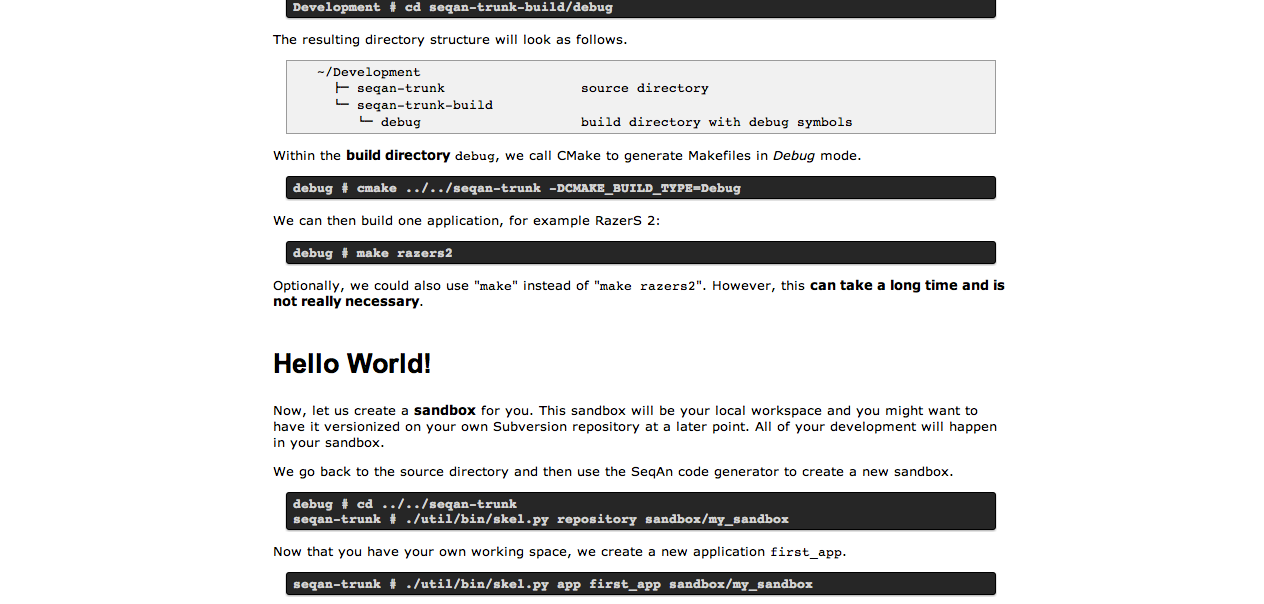 Development # cd seqan-trunk-build/debug
The resulting directory structure will look as follows.
~/Development
├─ seqan-trunk                 source directory
└─ seqan-trunk-build
└─ debug                    build directory with debug symbols
Within the build directory debug, we call CMake to generate Makefiles in Debug mode.
debug # cmake ../../seqan-trunk -DCMAKE_BUILD_TYPE=Debug
We can then build one application, for example RazerS 2:
debug # make razers2
Optionally, we could also use "make" instead of "make razers2". However, this can take a long time and is
not really necessary.
Hello World!
Now, let us create a sandbox for you. This sandbox will be your local workspace and you might want to
have it versionized on your own Subversion repository at a later point. All of your development will happen
in your sandbox.
We go back to the source directory and then use the SeqAn code generator to create a new sandbox.
debug # cd ../../seqan-trunk
seqan-trunk # ./util/bin/skel.py repository sandbox/my_sandbox
Now that you have your own working space, we create a new application first_app.
seqan-trunk # ./util/bin/skel.py app first_app sandbox/my_sandbox